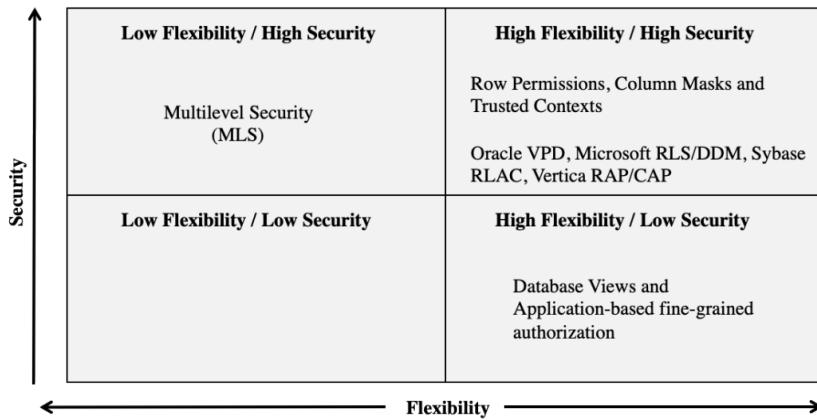 Low Flexibility / High Security
High Flexibility / High Security
Multilevel Security
(MLS)
Row Permissions, Column Masks and
Trusted Contexts
Oracle VPD, Microsoft RLS/DDM, Sybase
RLAC, Vertica RAP/CAP
Low Flexibility / Low Security
High Flexibility / Low Security
Database Views and
Application-based fine-grained
authorization
Security
Flexibility